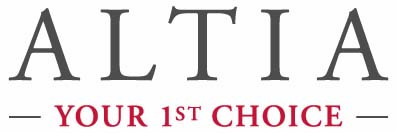 ALTIA
— YOUR 1ST CHOICE —